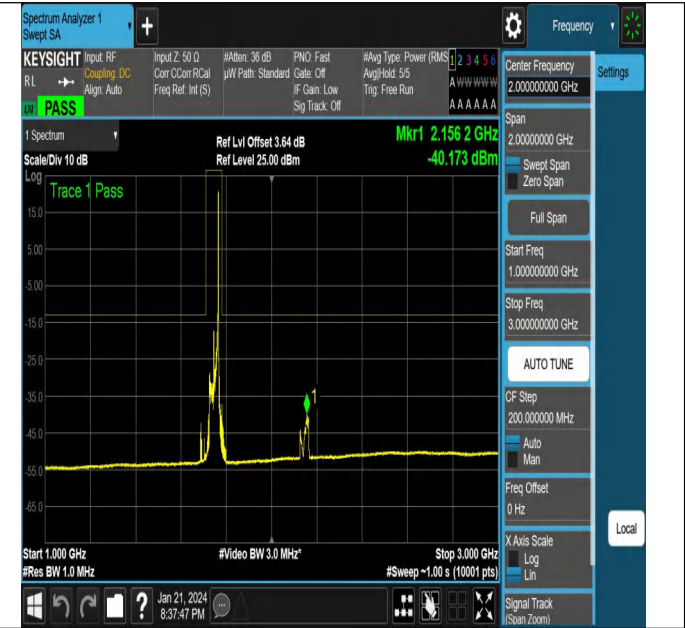 Spectrum Analyzer 1
Swept SA
+
Frequency
KEYSIGHT
RL
LXI
PASS
Input: RF
Coupling: DC
Align: Auto
Input Z: 50 Ω
Corr CCorr RCal
Freq Ref: Int (S)
#Atten: 36 dB
µW Path: Standard
PNO: Fast
Gate: Off
IF Gain: Low
Sig Track: Off
#Avg Type: Power (RMS
Avg|Hold: 5/5
Trig: Free Run
1 2 3 4 5 6
A W W W W W
A A A A A A
1 Spectrum
Scale/Div 10 dB
Ref Lvl Offset 3.64 dB
Ref Level 25.00 dBm
Mkr1 2.156 2 GHz
-40.173 dBm
Log
Trace 1 Pass
15.0
5.00
-5.00
-15.0
-25.0
-35.0
-45.0
-55.0
-65.0
1
Start 1.000 GHz
#Res BW 1.0 MHz
#Video BW 3.0 MHz*
Stop 3.000 GHz
#Sweep ~1.00 s (10001 pts)
Center Frequency
2.000000000 GHz
Settings
Span
2.00000000 GHz
Swept Span
Zero Span
Full Span
Start Freq
1.000000000 GHz
Stop Freq
3.000000000 GHz
AUTO TUNE
CF Step
200.000000 MHz
Auto
Man
Freq Offset
0 Hz
X Axis Scale
Log
Lin
Local
Signal Track
(Span Zoom)
?
Jan 21, 2024
8:37:47 PM